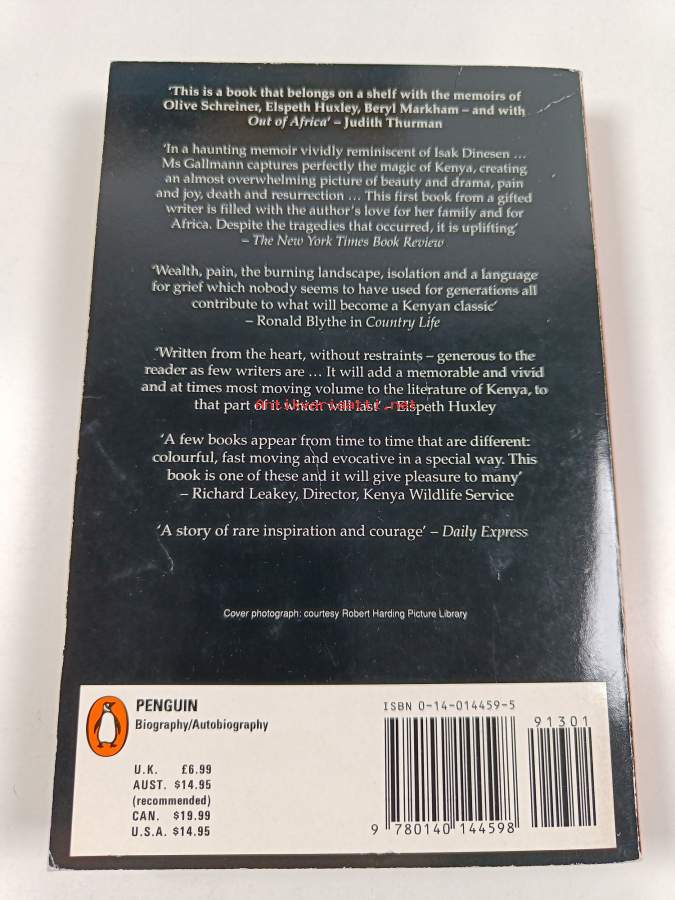 'This is a book that belongs on a shelf with the memoirs of
Olive Schreiner, Elspeth Huxley, Beryl Markham – and with
Out of Africa' – Judith Thurman
'In a haunting memoir vividly reminiscent of Isak Dinesen ...
Ms Gallmann captures perfectly the magic of Kenya, creating
an almost overwhelming picture of beauty and drama, pain
and joy, death and resurrection ... This first book from a gifted
writer is filled with the author's love for her family and for
Africa. Despite the tragedies that occurred, it is uplifting'
– The New York Times Book Review
'Wealth, pain, the burning landscape, isolation and a language
for grief which nobody seems to have used for generations all
contribute to what will become a Kenyan classic'
– Ronald Blythe in Country Life
'Written from the heart, without restraints – generous to the
reader as few writers are ... It will add a memorable and vivid
and at times most moving volume to the literature of Kenya, to
that part of it which will last' – Elspeth Huxley
Antikvariaatti.net
'A few books appear from time to time that are different:
colourful, fast moving and evocative in a special way. This
book is one of these and it will give pleasure to many'
– Richard Leakey, Director, Kenya Wildlife Service
'A story of rare inspiration and courage' – Daily Express
Cover photograph: courtesy Robert Harding Picture Library
PENGUIN
Biography/Autobiography
U.K. £6.99
AUST. $14.95
(recommended)
CAN. $19.99
U.S.A. $14.95
ISBN 0-14-014459-5
91301
9 780140 144598